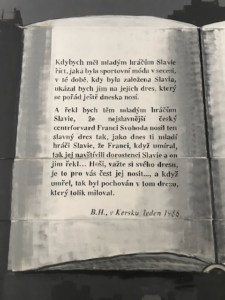 Kdybych měl mladým hráčům Slavie
říct, jaká byla sportovní móda v secesi,
v té době, kdy byla založena Slavia,
ukázal bych jim na jejich dres, který
se pořád ještě dneska nosí.
A řekl bych těm mladým hráčům
Slavie, že nejslavnější český
centrforvard Franci Svoboda nosil ten
slavný dres tak, jako dnes ti mladí
hráči Slavie, že Franci, když umíral,
tak jej navštívili dorostenci Slavie a on
jim řekl... Hoši, važte si svého dresu,
je to pro vás čest jej nosit..., a když
umřel, tak byl pochován v tom dresu,
který tolik miloval.
B.H., v Kersku, leden 1980